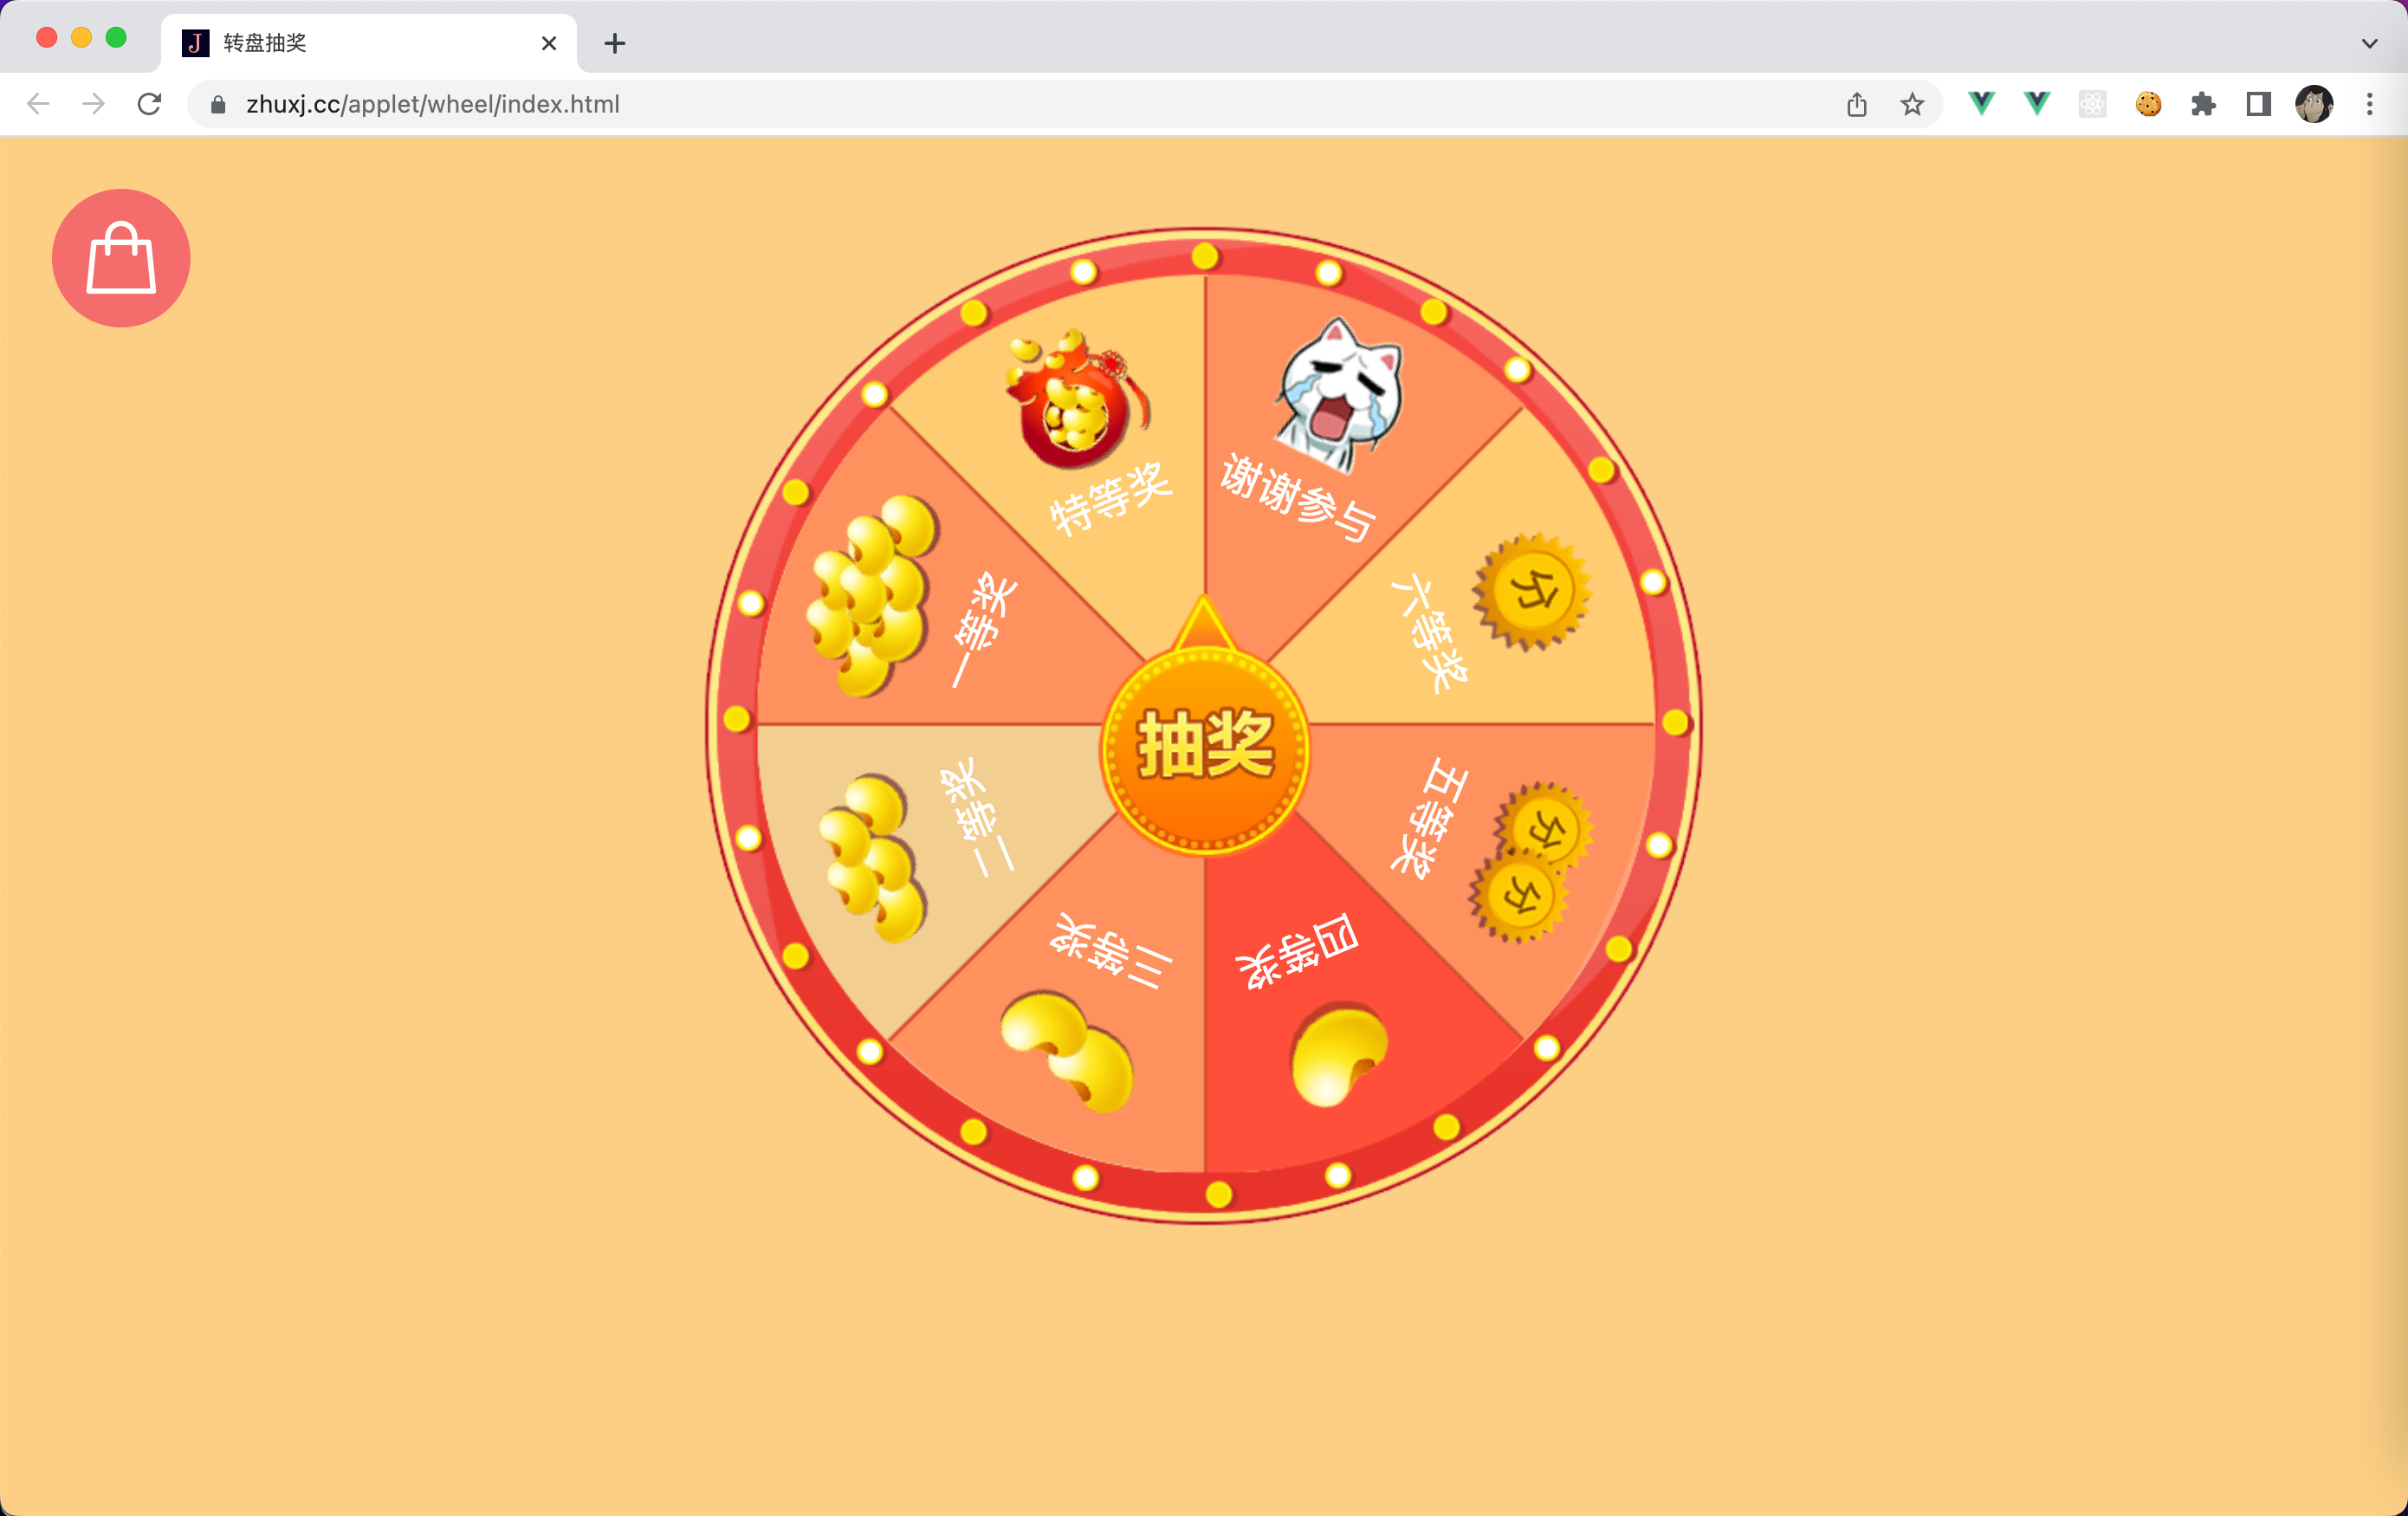 转盘抽奖
zhuxj.cc/applet/wheel/index.html
特等奖
谢谢参与
一等奖
六等奖
分
抽奖
二等奖
五等奖
分
分
三等奖
四等奖